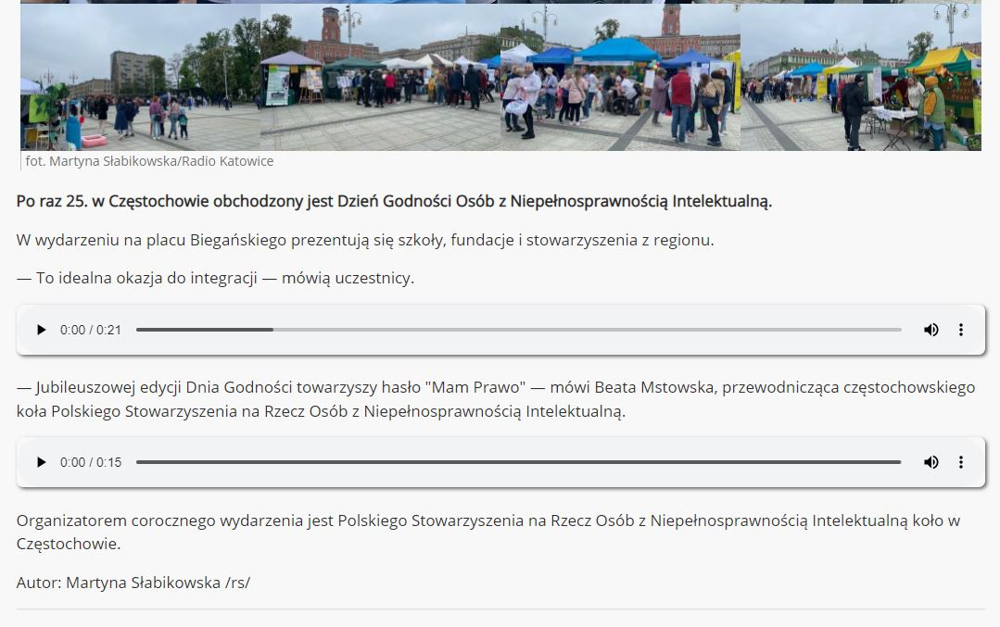 fot. Martyna Słabikowska/Radio Katowice
Po raz 25. w Częstochowie obchodzony jest Dzień Godności Osób z Niepełnosprawnością Intelektualną.
W wydarzeniu na placu Biegańskiego prezentują się szkoły, fundacje i stowarzyszenia z regionu.
— To idealna okazja do integracji — mówią uczestnicy.
0:00 / 0:21
— Jubileuszowej edycji Dnia Godności towarzyszy hasło "Mam Prawo" — mówi Beata Mstowska, przewodnicząca częstochowskiego
koła Polskiego Stowarzyszenia na Rzecz Osób z Niepełnosprawnością Intelektualną.
0:00 / 0:15
Organizatorem corocznego wydarzenia jest Polskiego Stowarzyszenia na Rzecz Osób z Niepełnosprawnością Intelektualną koło w
Częstochowie.
Autor: Martyna Słabikowska /rs/